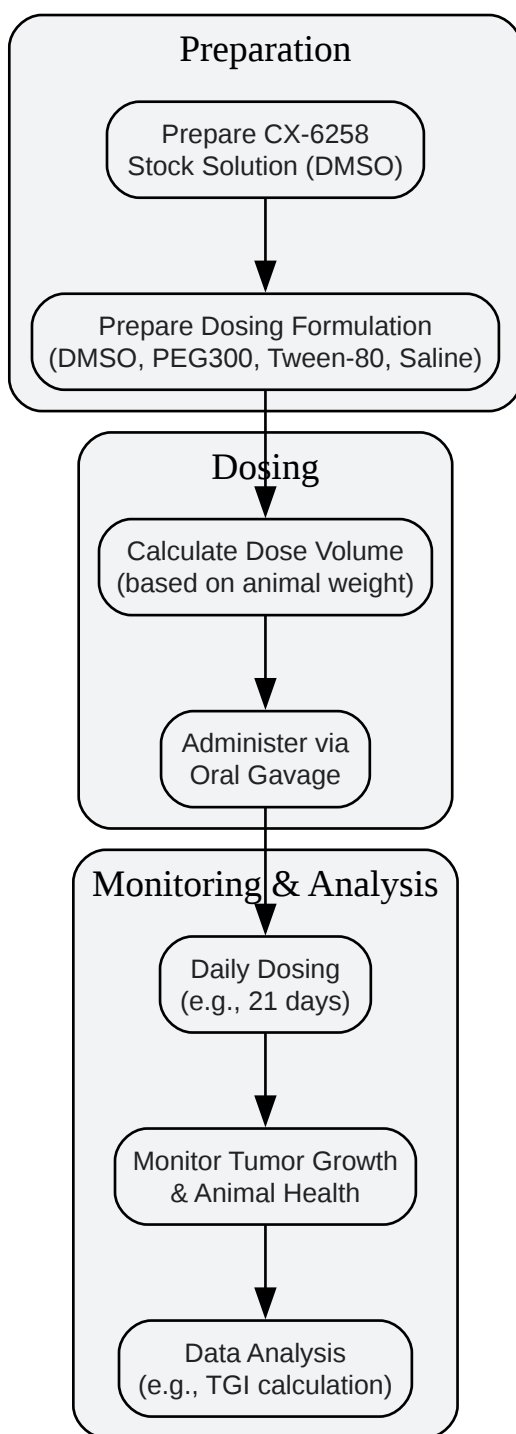 Preparation
Prepare CX-6258
Stock Solution (DMSO)
Prepare Dosing Formulation
(DMSO, PEG300, Tween-80, Saline)
Dosing
Calculate Dose Volume
(based on animal weight)
Administer via
Oral Gavage
Monitoring & Analysis
Daily Dosing
(e.g., 21 days)
Monitor Tumor Growth
& Animal Health
Data Analysis
(e.g., TGI calculation)